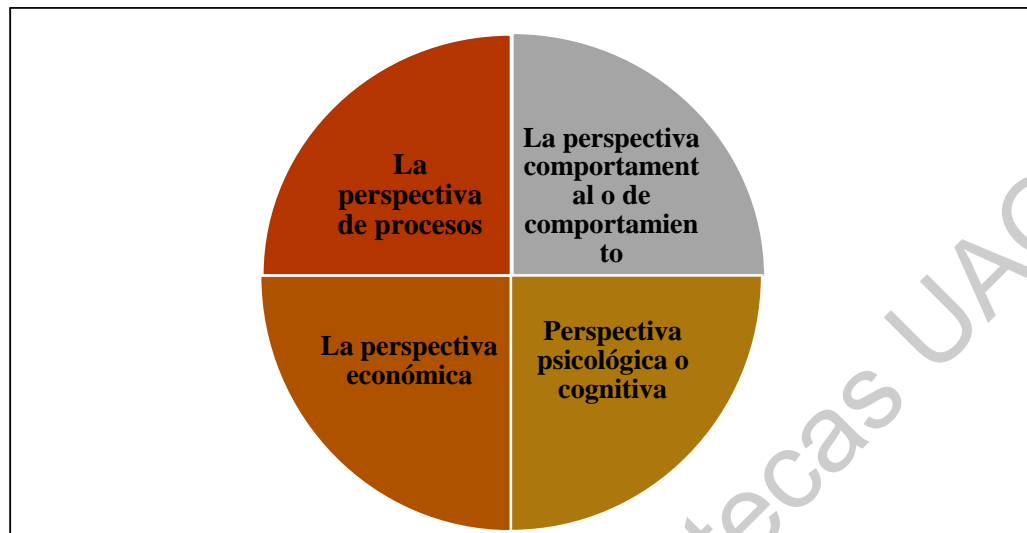 La
perspectiva
de procesos
La perspectiva
comportament
al o de
comportamien
to
La perspectiva
económica
Perspectiva
psicológica o
cognitiva